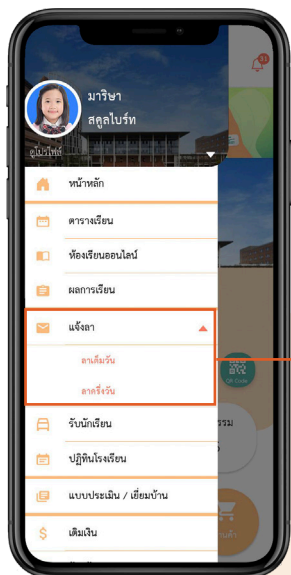 มาริษา
สคูลไบร์ท
ดูโปรไฟล์
หน้าหลัก
ตารางเรียน
ห้องเรียนออนไลน์
ผลการเรียน
แจ้งลา
ลาเต็มวัน
ลาครึ่งวัน
QR Code
รับนักเรียน
ปฏิทินโรงเรียน
แบบประเมิน / เยี่ยมบ้าน
$ เติมเงิน